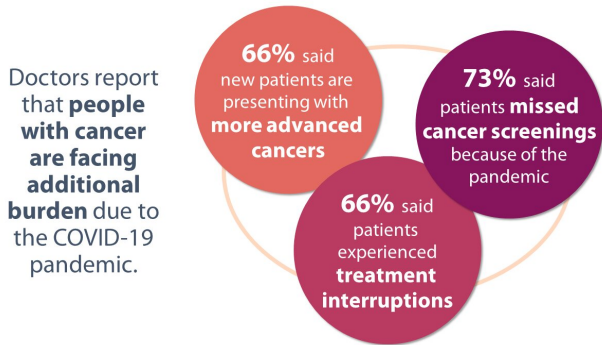 Doctors report
that people
with cancer
are facing
additional
burden due to
the COVID-19
pandemic.
66% said
new patients are
presenting with
more advanced
cancers
73% said
patients missed
cancer screenings
because of the
pandemic
66% said
patients
experienced
treatment
interruptions